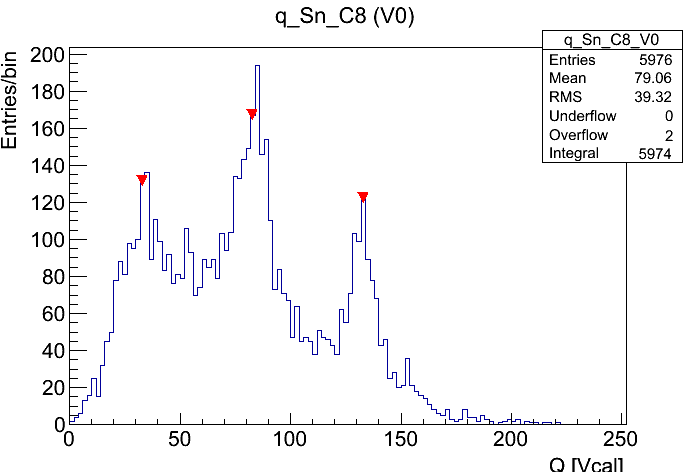 q_Sn_C8 (V0)
q_Sn_C8_V0
Entries 5976
Mean 79.06
RMS 39.32
Underflow 0
Overflow 2
Integral 5974
Entries/bin
200
180
160
140
120
100
80
60
40
20
0
0 50 100 150 200 250
Q [Vcal]